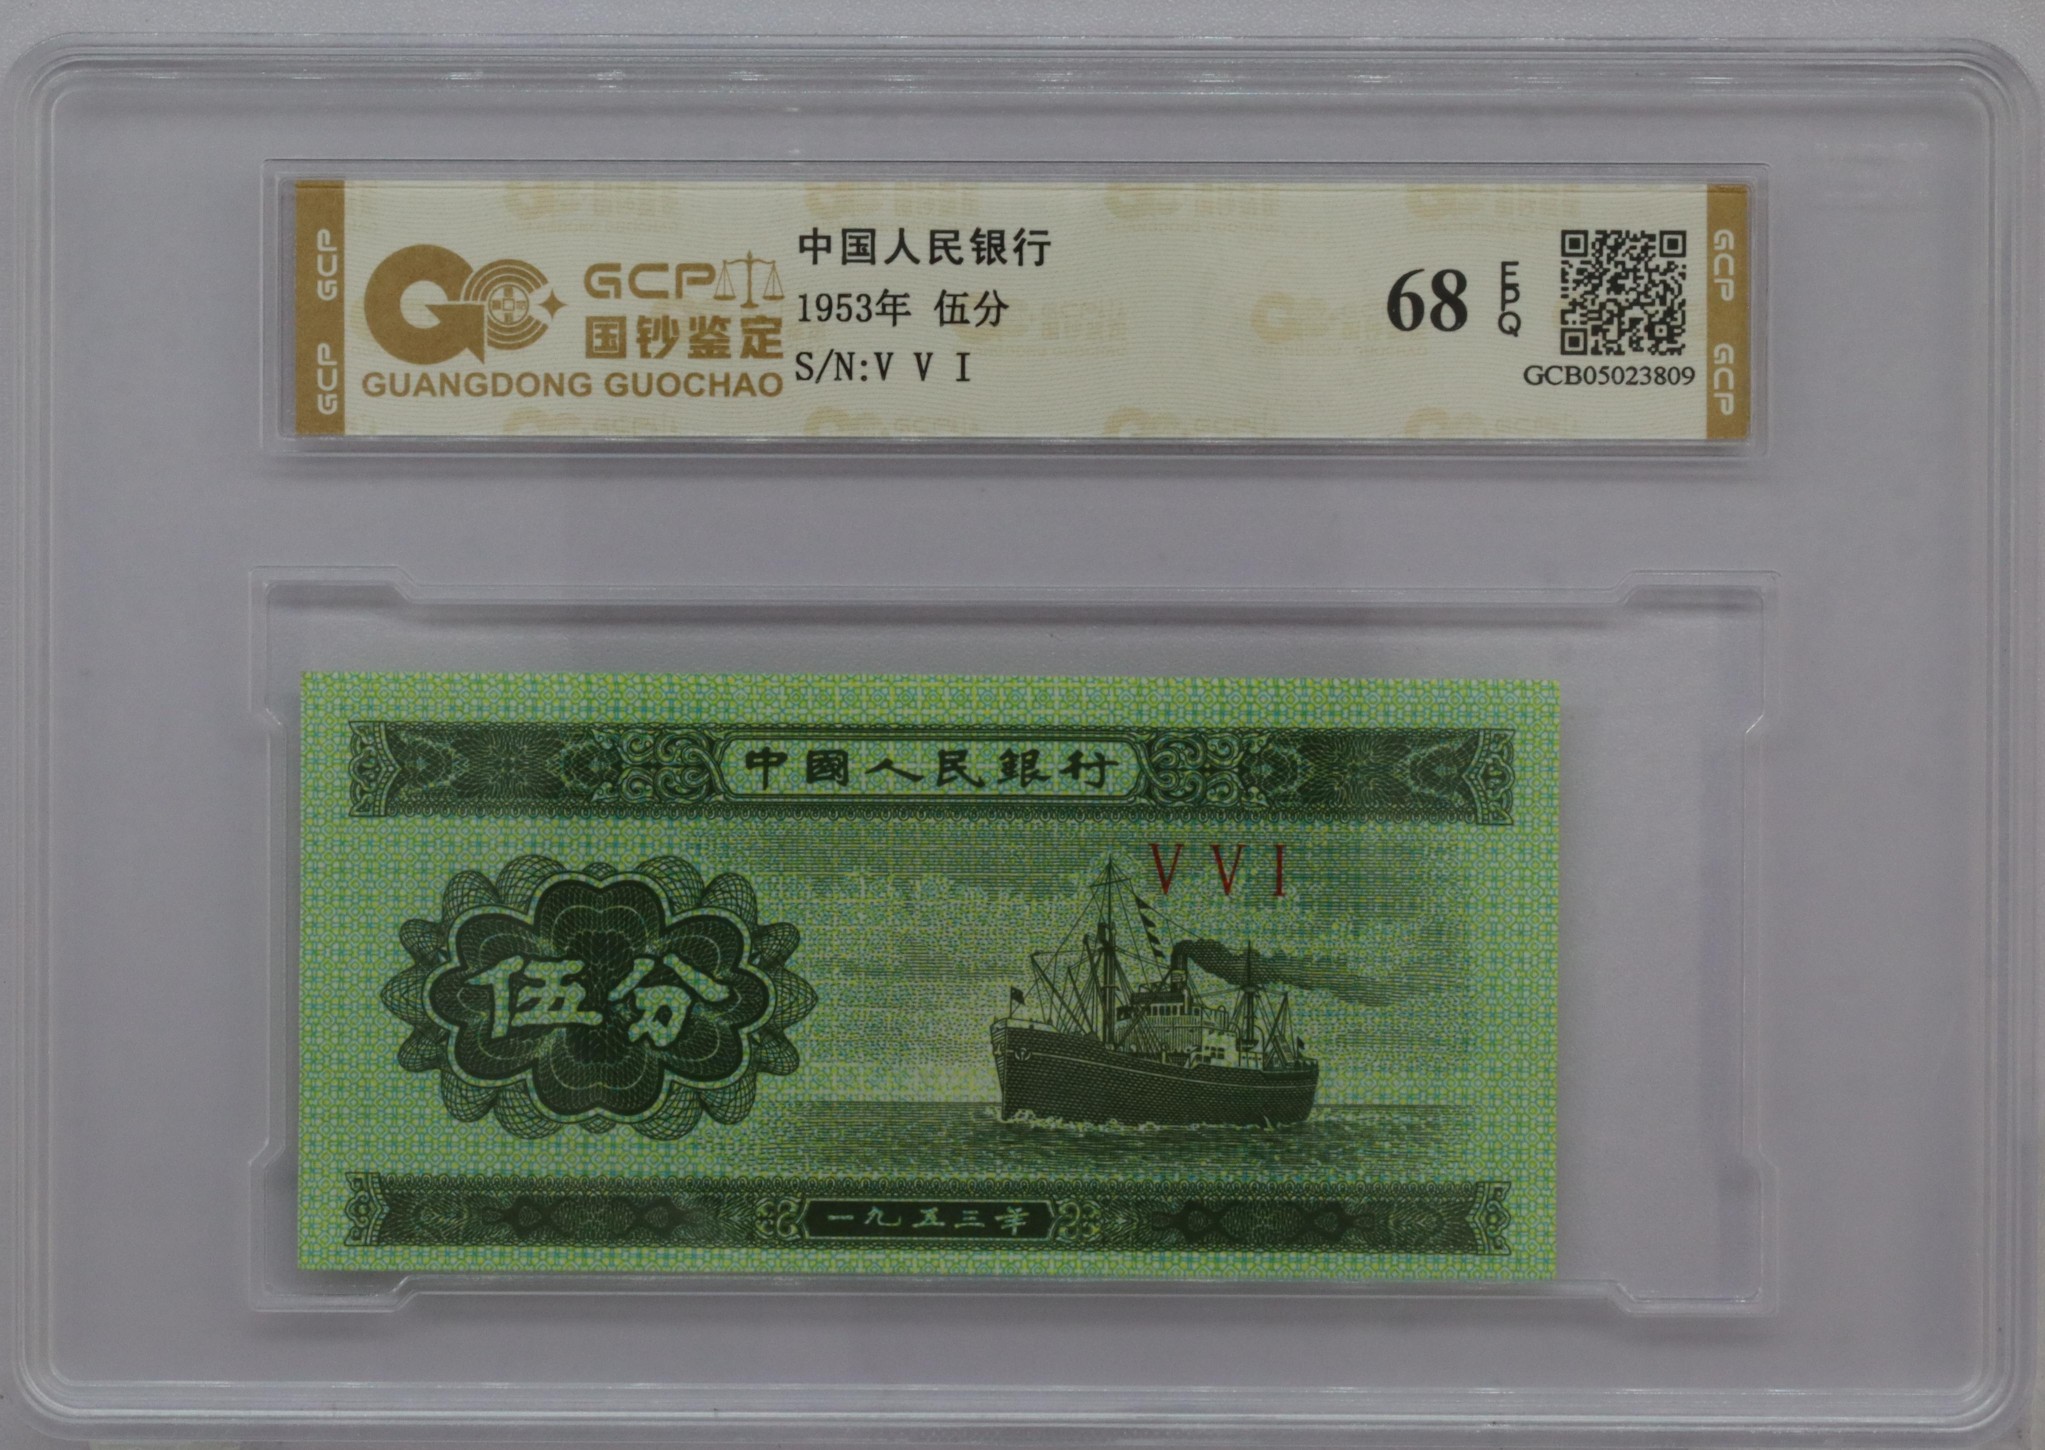 GCP GCP
GCP
国钞鉴定
GUANGDONG GUOCHAO
中国人民银行
1953年 伍分
S/N:V V I
68 EPQ
GCB05023809
GCP GCP
中國人民銀行
V V I
伍分
一九五三年